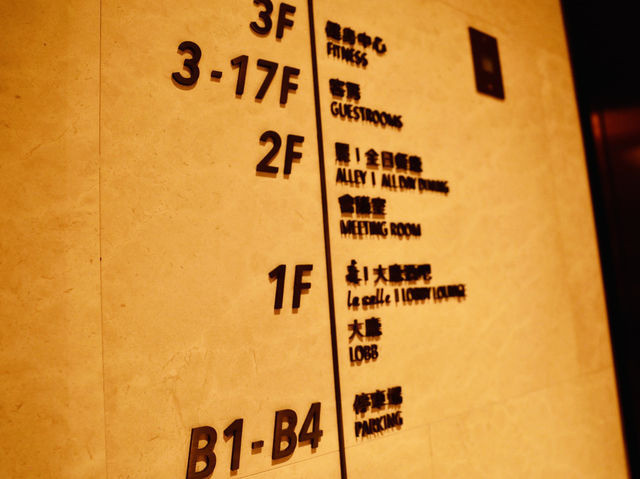 3F
健身中心
FITNESS
3-17F
客房
GUESTROOMS
2F
全日餐廳
ALLEY | ALL DAY DINING
會議室
MEETING ROOM
1F
大廳酒吧
la calle | LOBBY LOUNGE
大廳
LOBB
B1-B4
停車場
PARKING